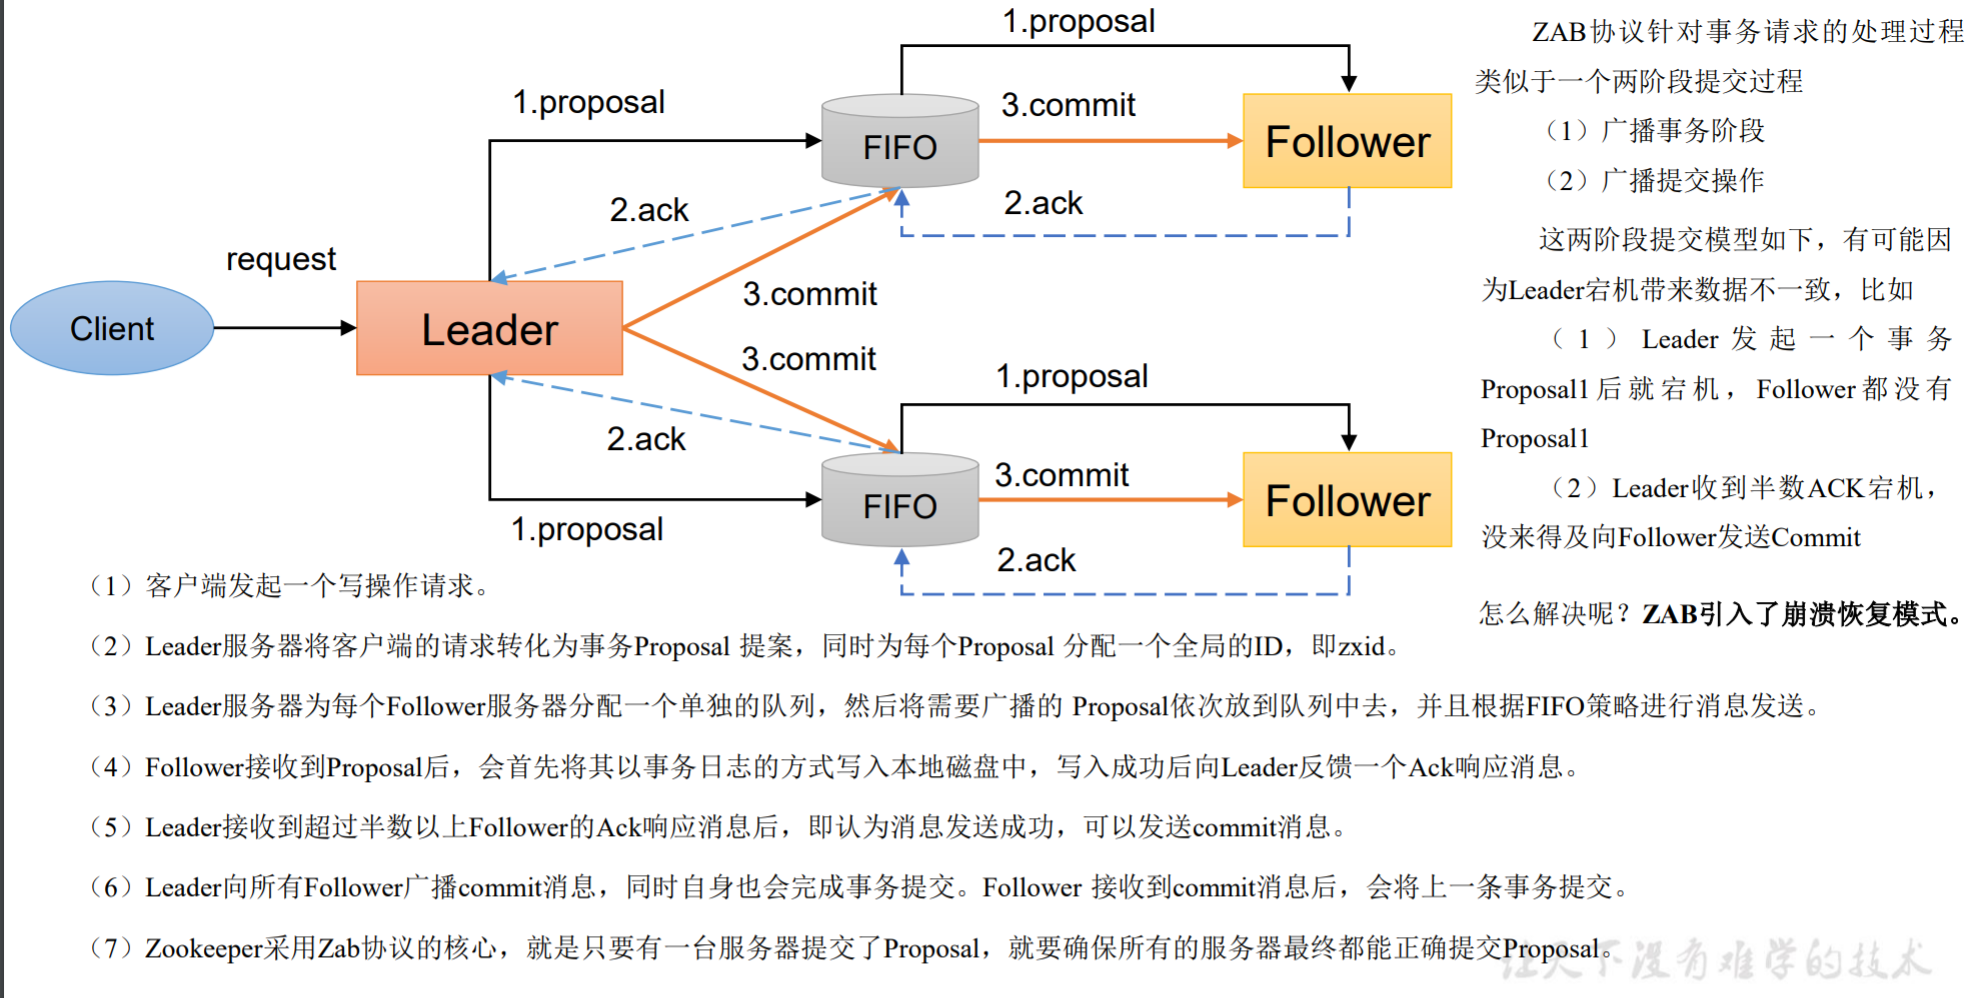 1.proposal
1.proposal
FIFO
3.commit
Follower
2.ack
2.ack
request
3.commit
Client
Leader
3.commit
1.proposal
2.ack
3.commit
FIFO
Follower
1.proposal
2.ack
ZAB协议针对事务请求的处理过程
类似于一个两阶段提交过程
（1）广播事务阶段
（2）广播提交操作
这两阶段提交模型如下，有可能因
为Leader宕机带来数据不一致，比如
（1）Leader发起一个事务
Proposal1后就宕机，Follower都没有
Proposal1
（2）Leader收到半数ACK宕机，
没来得及向Follower发送Commit
怎么解决呢？ZAB引入了崩溃恢复模式。
（1）客户端发起一个写操作请求。
（2）Leader服务器将客户端的请求转化为事务Proposal 提案，同时为每个Proposal 分配一个全局的ID，即zxid。
（3）Leader服务器为每个Follower服务器分配一个单独的队列，然后将需要广播的 Proposal依次放到队列中去，并且根据FIFO策略进行消息发送。
（4）Follower接收到Proposal后，会首先将其以事务日志的方式写入本地磁盘中，写入成功后向Leader反馈一个Ack响应消息。
（5）Leader接收到超过半数以上Follower的Ack响应消息后，即认为消息发送成功，可以发送commit消息。
（6）Leader向所有Follower广播commit消息，同时自身也会完成事务提交。Follower 接收到commit消息后，会将上一条事务提交。
（7）Zookeeper采用Zab协议的核心，就是只要有一台服务器提交了Proposal，就要确保所有的服务器最终都能正确提交Proposal。
让天下没有难学的技术